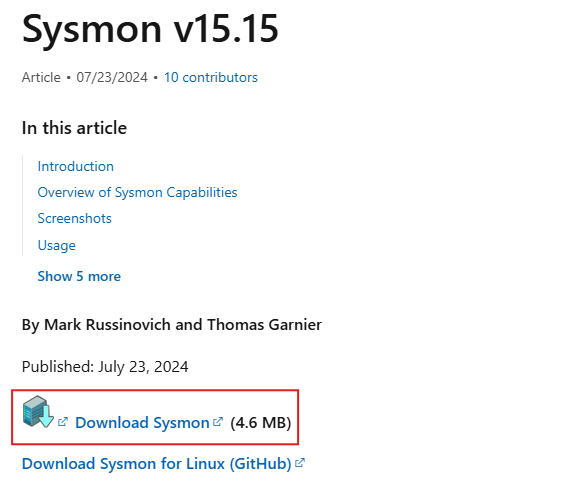 Sysmon v15.15
Article • 07/23/2024 • 10 contributors
In this article
Introduction
Overview of Sysmon Capabilities
Screenshots
Usage
Show 5 more
By Mark Russinovich and Thomas Garnier
Published: July 23, 2024
Download Sysmon (4.6 MB)
Download Sysmon for Linux (GitHub)